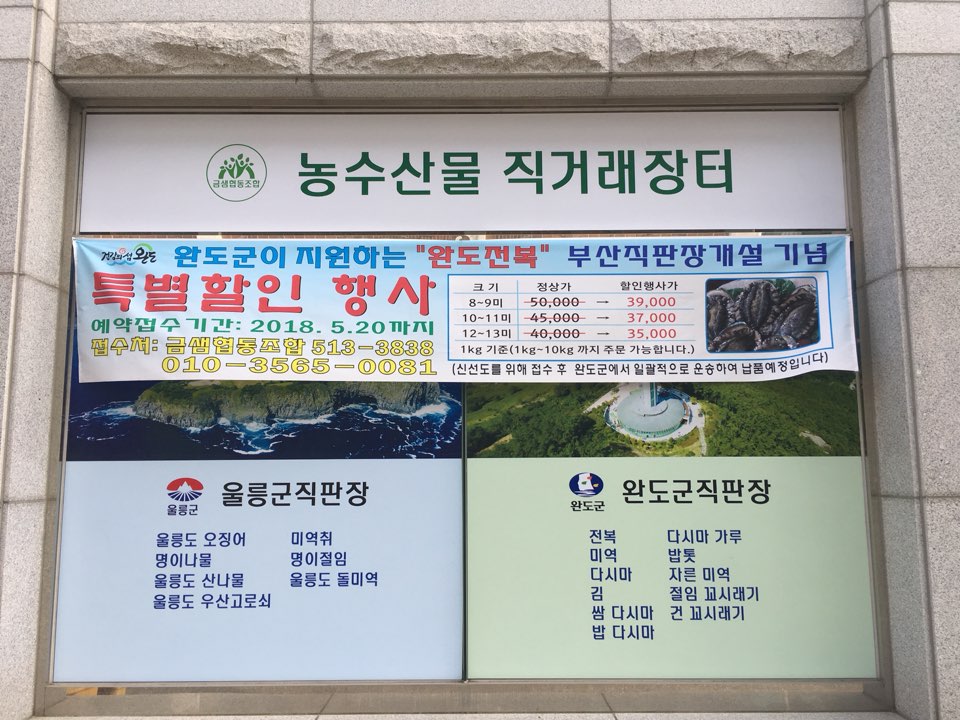 금샘협동조합
농수산물 직거래장터
건강의 섬 완도
완도군이 지원하는 "완도전복" 부산직판장개설 기념
특별할인 행사
예약접수기간: 2018. 5.20까지
접수처: 금샘협동조합 513-3838
010-3565-0081
크기 정상가 할인행사가
8~9미 50,000 → 39,000
10~11미 45,000 → 37,000
12~13미 40,000 → 35,000
1kg 기준(1kg~10kg 까지 주문 가능합니다.)
(신선도를 위해 접수 후 완도군에서 일괄적으로 운송하여 납품예정입니다)
울릉군
울릉군직판장
울릉도 오징어 미역취
명이나물 명이절임
울릉도 산나물 울릉도 돌미역
울릉도 우산고로쇠
완도군
완도군직판장
전복 다시마 가루
미역 밥톳
다시마 자른 미역
김 절임 꼬시래기
쌈 다시마 건 꼬시래기
밥 다시마